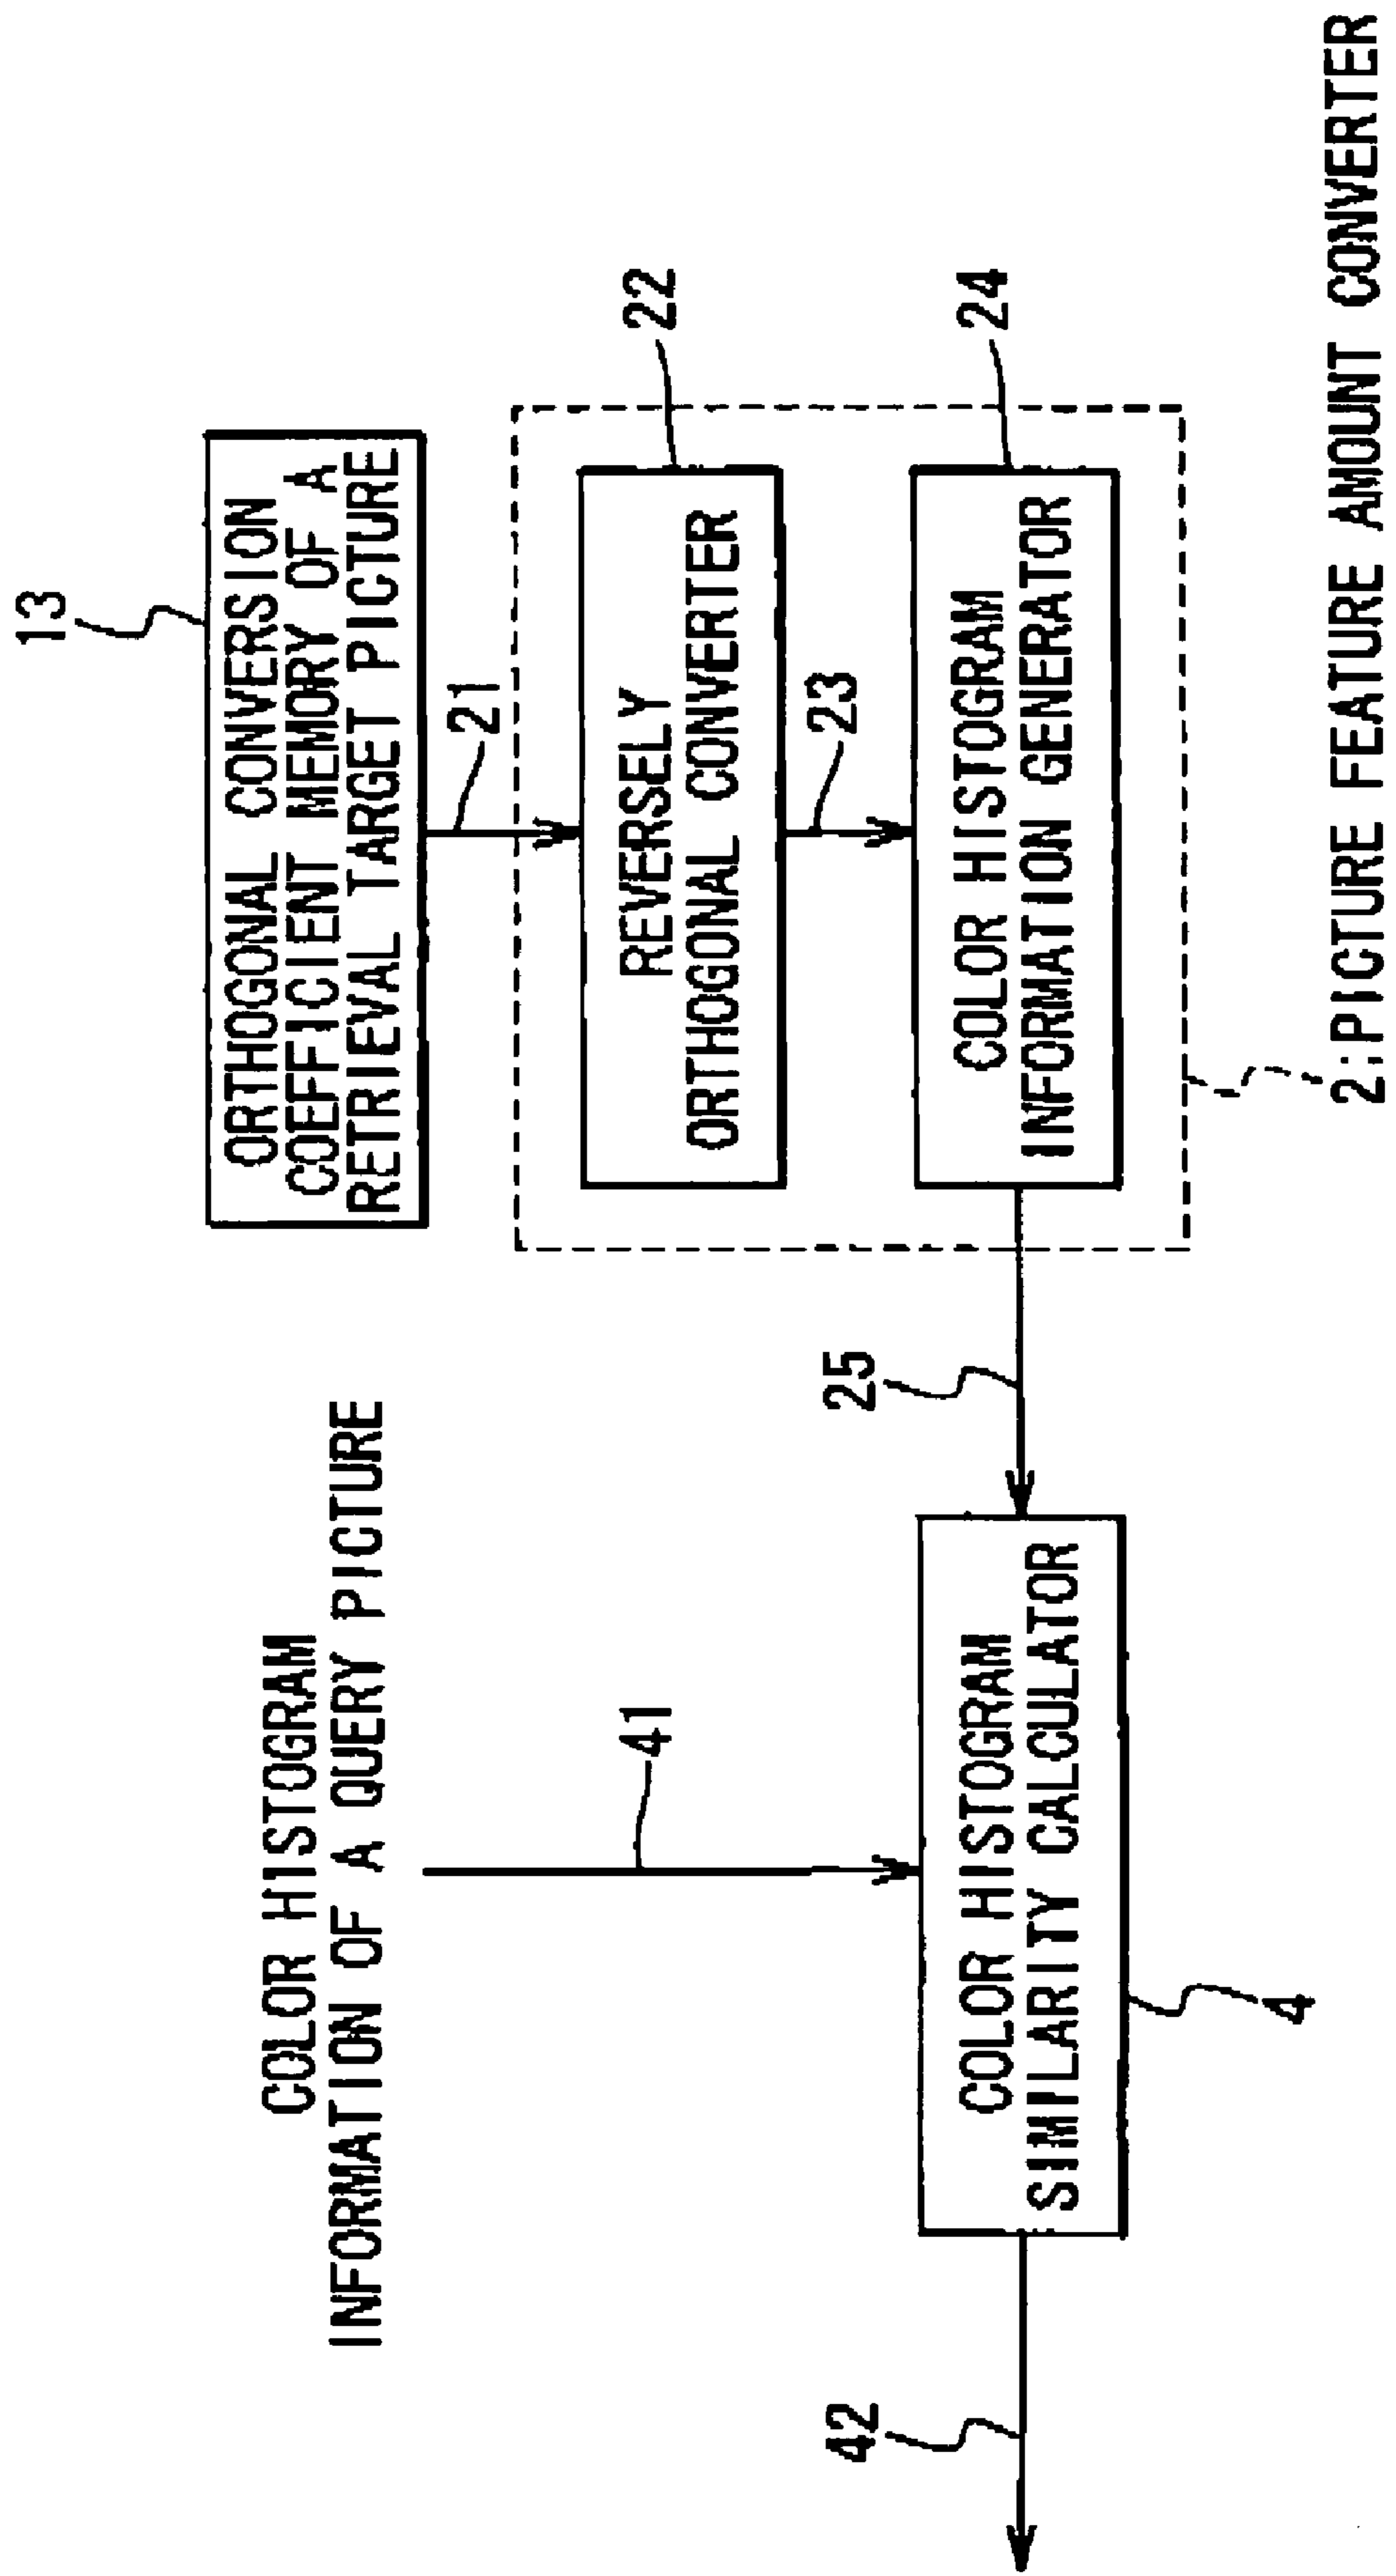 13
ORTHOGONAL CONVERSION
COEFFICIENT MEMORY OF A
RETRIEVAL TARGET PICTURE
21
22
REVERSELY
ORTHOGONAL CONVERTER
23
24
COLOR HISTOGRAM
INFORMATION GENERATOR
2:PICTURE FEATURE AMOUNT CONVERTER
25
COLOR HISTOGRAM
INFORMATION OF A QUERY PICTURE
41
COLOR HISTOGRAM
SIMILARITY CALCULATOR
4
42